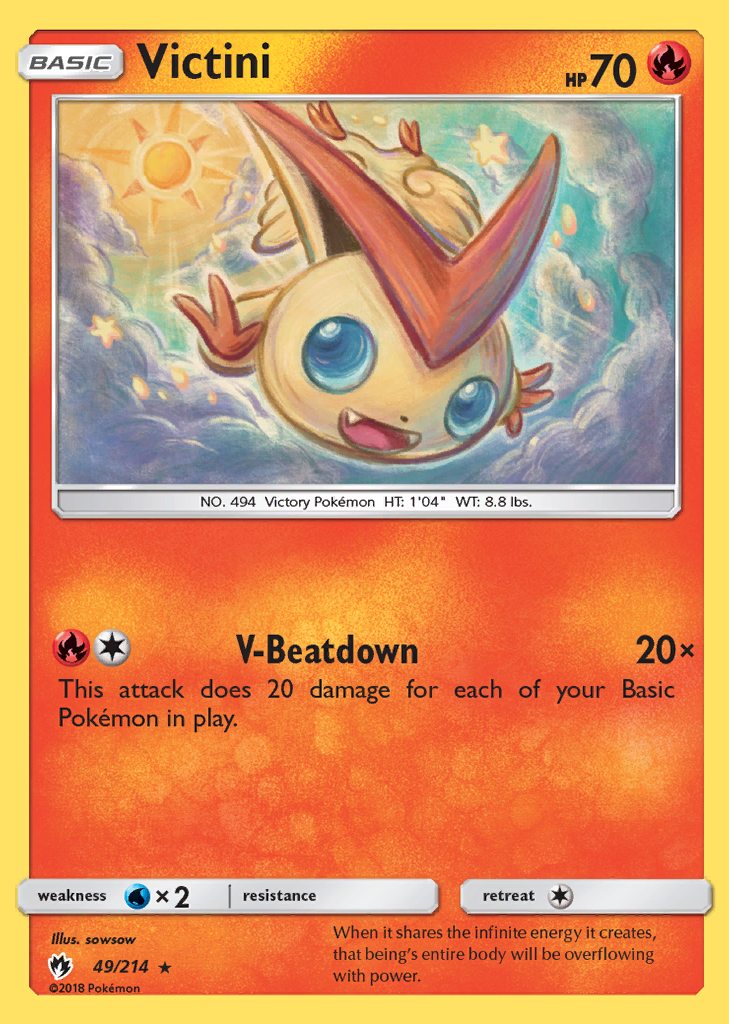 BASIC Victini HP 70
NO. 494 Victory Pokémon HT: 1'04" WT: 8.8 lbs.
V-Beatdown 20×
This attack does 20 damage for each of your Basic
Pokémon in play.
weakness ×2 resistance retreat
Illus. sowsow
49/214 ★
©2018 Pokémon
When it shares the infinite energy it creates,
that being's entire body will be overflowing
with power.